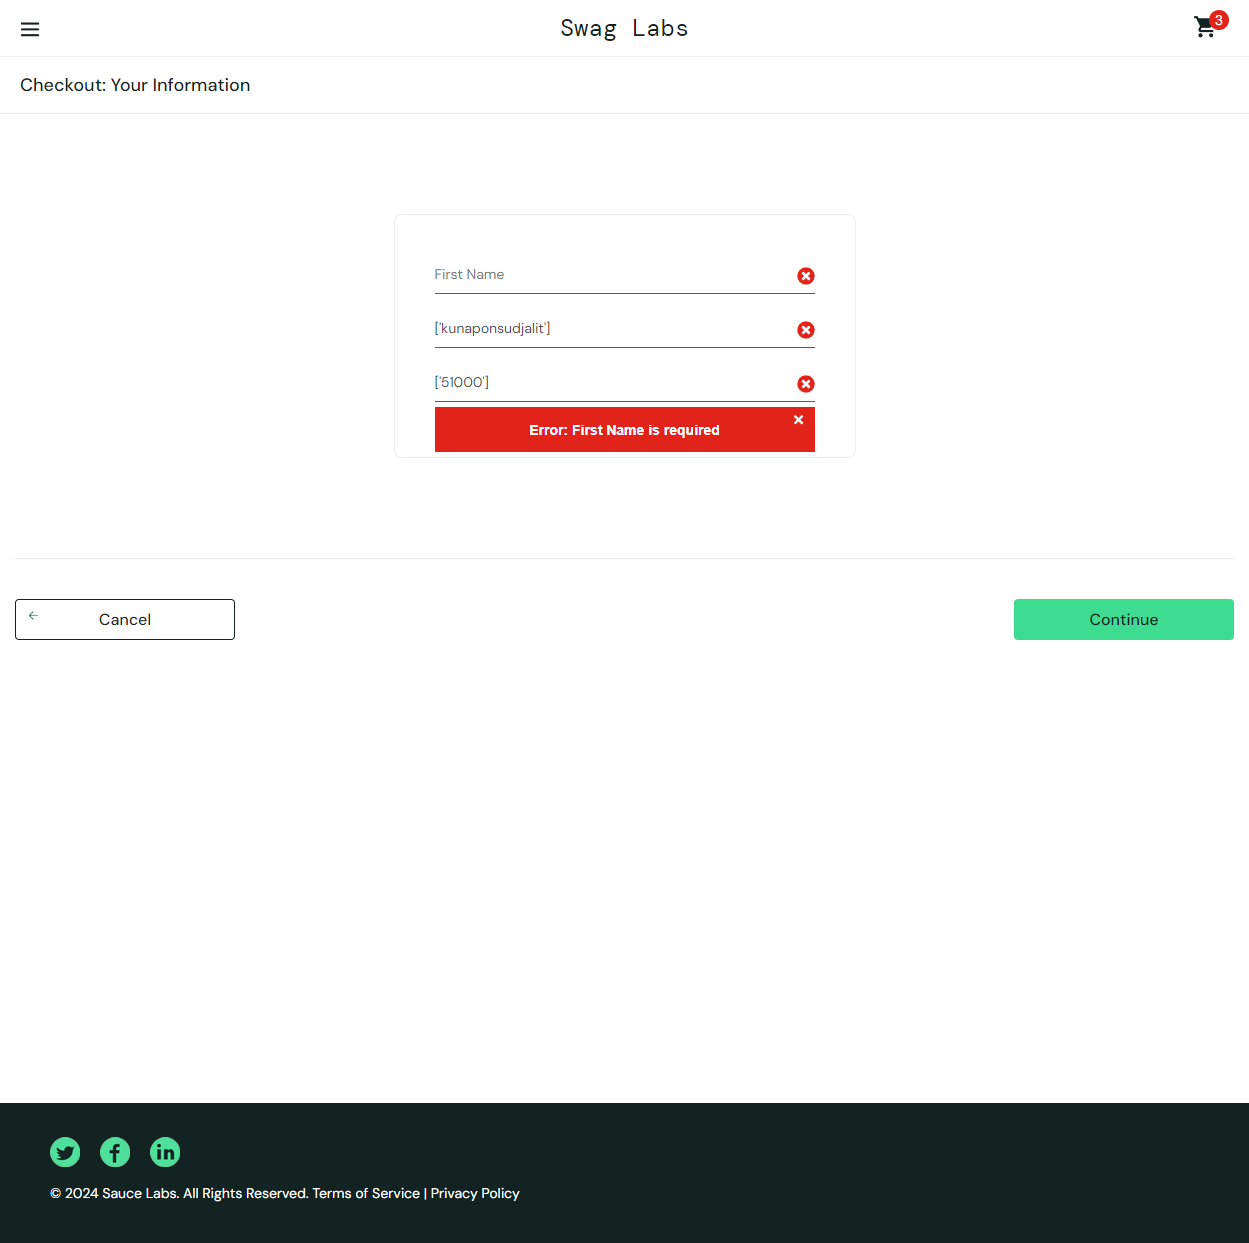 Swag Labs
3
Checkout: Your Information
First Name
['kunaponsudjalit']
['51000']
Error: First Name is required
Cancel
Continue
© 2024 Sauce Labs. All Rights Reserved. Terms of Service | Privacy Policy